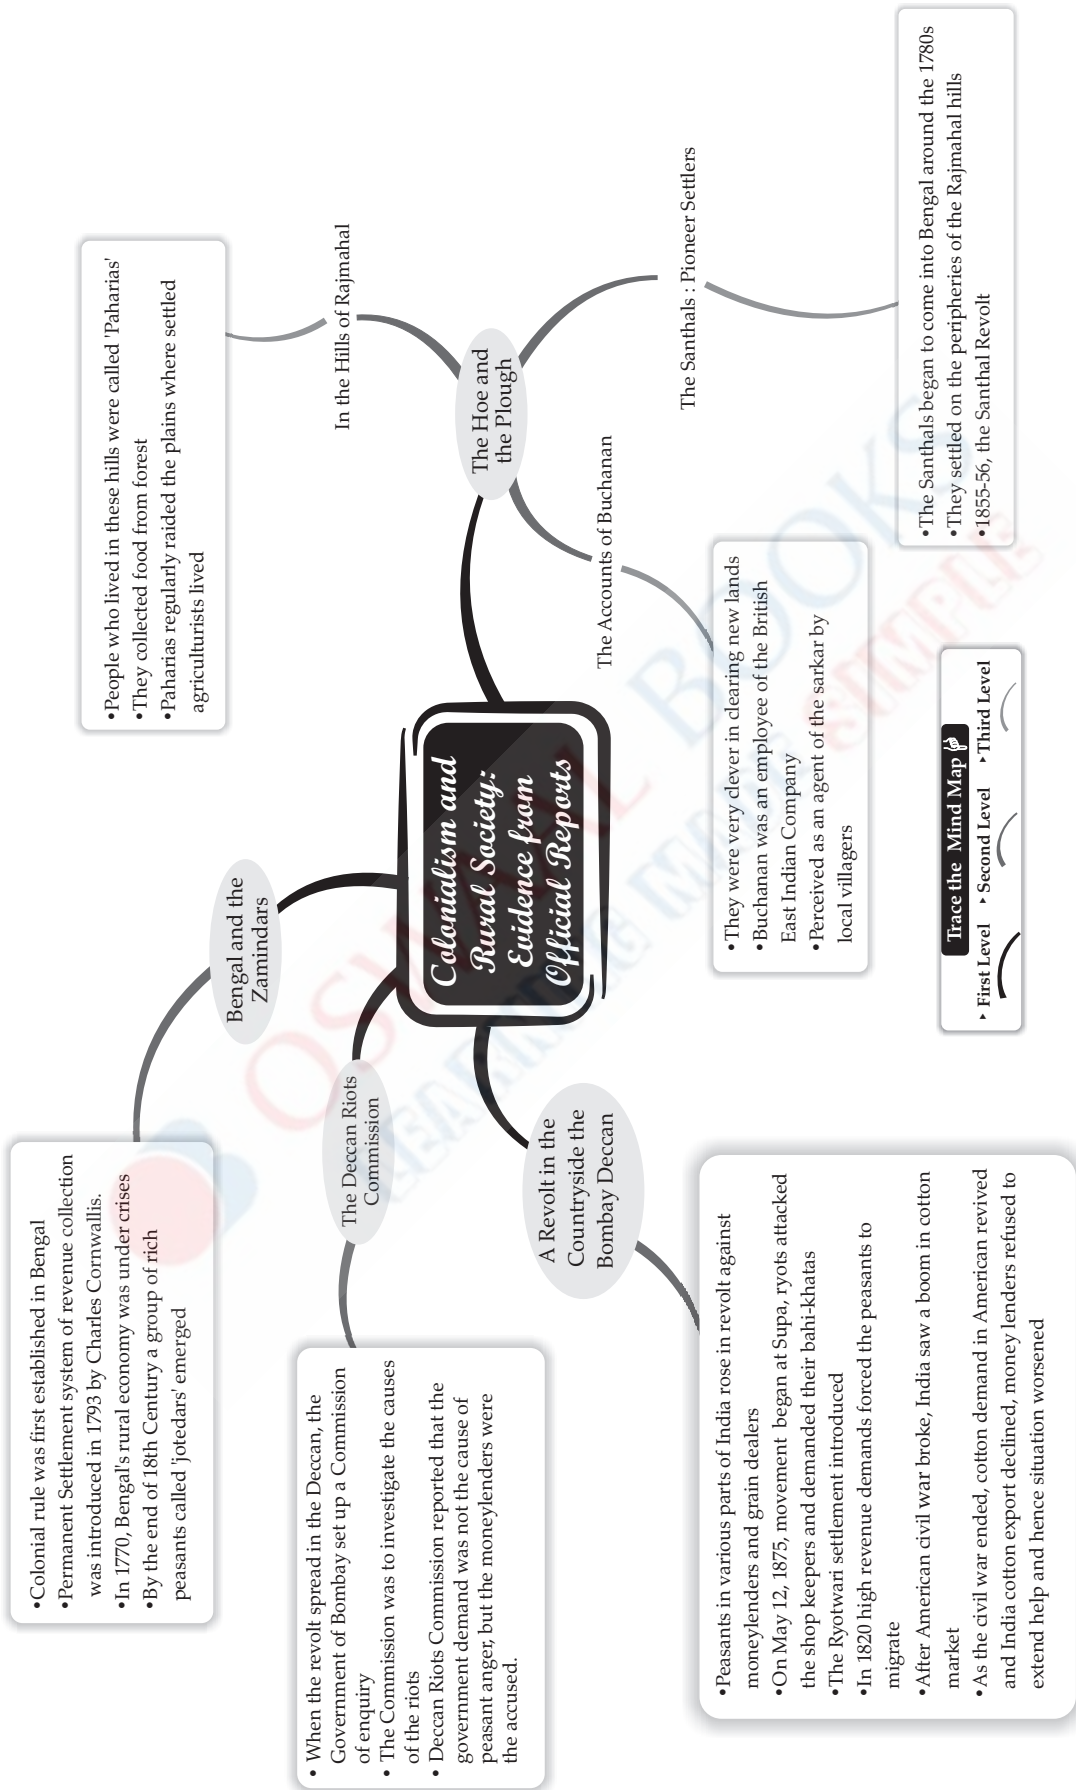 Colonialism and
Rural Society:
Evidence from
Official Reports
Bengal and the
Zamindars
•Colonial rule was first established in Bengal
•Permanent Settlement system of revenue collection
was introduced in 1793 by Charles Cornwallis.
•In 1770, Bengal's rural economy was under crises
•By the end of 18th Century a group of rich
peasants called 'jotedars' emerged
The Deccan Riots
Commission
• When the revolt spread in the Deccan, the
Government of Bombay set up a Commission
of enquiry
• The Commission was to investigate the causes
of the riots
• Deccan Riots Commission reported that the
government demand was not the cause of
peasant anger, but the moneylenders were
the accused.
A Revolt in the
Countryside the
Bombay Deccan
•Peasants in various parts of India rose in revolt against
moneylenders and grain dealers
•On May 12, 1875, movement began at Supa, ryots attacked
the shop keepers and demanded their bahi-khatas
•The Ryotwari settlement introduced
•In 1820 high revenue demands forced the peasants to
migrate
•After American civil war broke, India saw a boom in cotton
market
•As the civil war ended, cotton demand in American revived
and India cotton export declined, money lenders refused to
extend help and hence situation worsened
The Hoe and
the Plough
In the Hills of Rajmahal
•People who lived in these hills were called 'Paharias'
•They collected food from forest
•Paharias regularly raided the plains where settled
agriculturists lived
The Accounts of Buchanan
•They were very clever in clearing new lands
•Buchanan was an employee of the British
East Indian Company
•Perceived as an agent of the sarkar by
local villagers
The Santhals : Pioneer Settlers
•The Santhals began to come into Bengal around the 1780s
•They settled on the peripheries of the Rajmahal hills
•1855-56, the Santhal Revolt
Trace the Mind Map
▸ First Level ▸ Second Level ▸ Third Level
OSWAAL BOOKS
LEARNING MADE SIMPLE